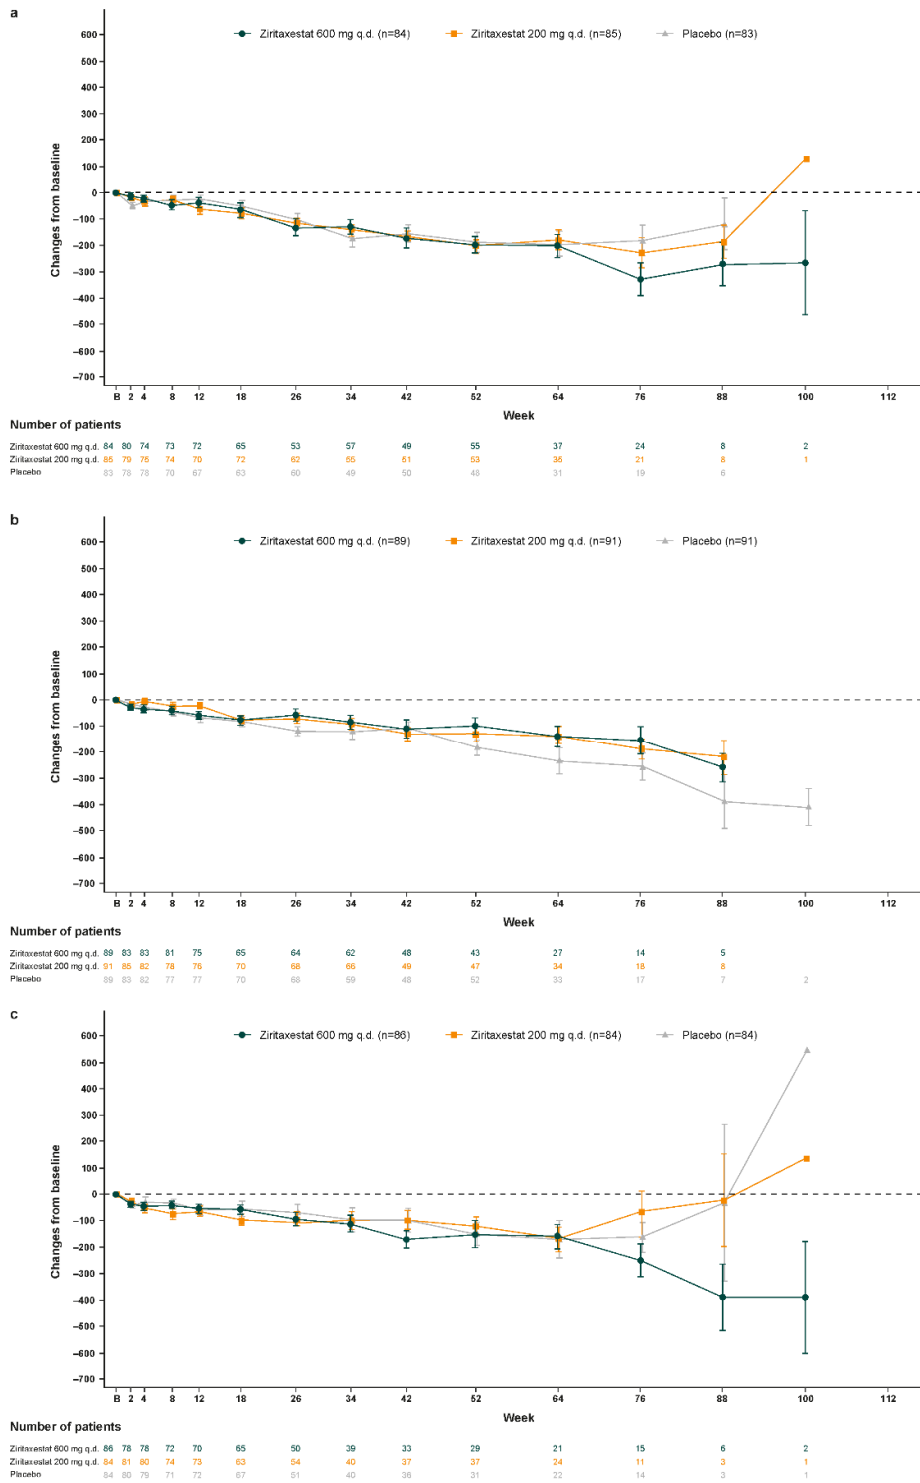 a
Ziritaxestat 600 mg q.d. (n=84) Ziritaxestat 200 mg q.d. (n=85) Placebo (n=83)
600
500
400
300
200
100
0
–100
–200
–300
–400
–500
–600
–700
Changes from baseline
B 2 4 8 12 18 26 34 42 52 64 76 88 100 112
Week
Number of patients
Ziritaxestat 600 mg q.d. 84 80 74 73 72 65 53 57 49 55 37 24 8 2
Ziritaxestat 200 mg q.d. 85 79 75 74 70 72 62 55 51 53 35 21 8 1
Placebo 83 78 78 70 67 63 60 49 50 48 31 19 6
b
Ziritaxestat 600 mg q.d. (n=89) Ziritaxestat 200 mg q.d. (n=91) Placebo (n=91)
600
500
400
300
200
100
0
–100
–200
–300
–400
–500
–600
–700
Changes from baseline
B 2 4 8 12 18 26 34 42 52 64 76 88 100 112
Week
Number of patients
Ziritaxestat 600 mg q.d. 89 83 83 81 75 65 64 62 48 43 27 14 5
Ziritaxestat 200 mg q.d. 91 85 82 78 76 70 68 66 49 47 34 18 8
Placebo 89 83 82 77 77 70 68 59 48 52 33 17 7 2
c
Ziritaxestat 600 mg q.d. (n=86) Ziritaxestat 200 mg q.d. (n=84) Placebo (n=84)
600
500
400
300
200
100
0
–100
–200
–300
–400
–500
–600
–700
Changes from baseline
B 2 4 8 12 18 26 34 42 52 64 76 88 100 112
Week
Number of patients
Ziritaxestat 600 mg q.d. 86 78 78 72 70 65 50 39 33 29 21 15 6 2
Ziritaxestat 200 mg q.d. 84 81 80 74 73 63 54 40 37 37 24 11 3 1
Placebo 84 80 79 71 72 67 51 40 36 31 22 14 3 1